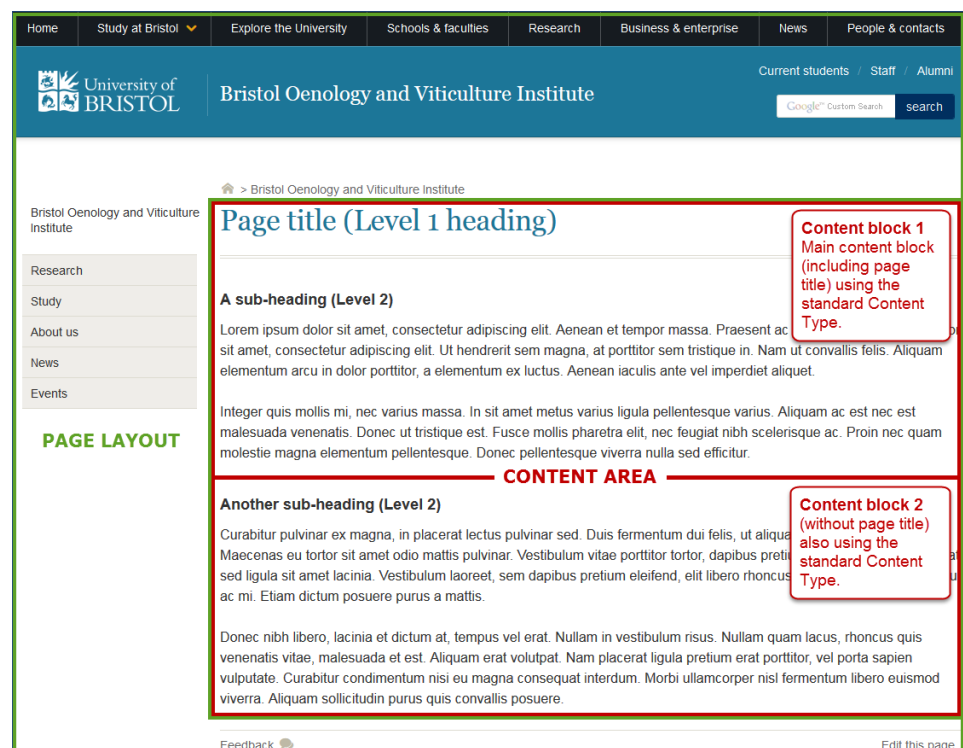 Home Study at Bristol Explore the University Schools & faculties Research Business & enterprise News People & contacts
Current students / Staff / Alumni
University of
BRISTOL
Bristol Oenology and Viticulture Institute
Google™ Custom Search search
> Bristol Oenology and Viticulture Institute
Bristol Oenology and Viticulture
Institute
Research
Study
About us
News
Events
PAGE LAYOUT
Page title (Level 1 heading)
Content block 1
Main content block
(including page
title) using the
standard Content
Type.
A sub-heading (Level 2)
Lorem ipsum dolor sit amet, consectetur adipiscing elit. Aenean et tempor massa. Praesent ac
sit amet, consectetur adipiscing elit. Ut hendrerit sem magna, at porttitor sem tristique in. Nam ut convallis felis. Aliquam
elementum arcu in dolor porttitor, a elementum ex luctus. Aenean iaculis ante vel imperdiet aliquet.
Integer quis mollis mi, nec varius massa. In sit amet metus varius ligula pellentesque varius. Aliquam ac est nec est
malesuada venenatis. Donec ut tristique est. Fusce mollis pharetra elit, nec feugiat nibh scelerisque ac. Proin nec quam
molestie magna elementum pellentesque. Donec pellentesque viverra nulla sed efficitur.
CONTENT AREA
Another sub-heading (Level 2)
Content block 2
(without page title)
also using the
standard Content
Type.
Curabitur pulvinar ex magna, in placerat lectus pulvinar sed. Duis fermentum dui felis, ut
Maecenas eu tortor sit amet odio mattis pulvinar. Vestibulum vitae porttitor tortor, dapibus
sed ligula sit amet lacinia. Vestibulum laoreet, sem dapibus pretium eleifend, elit libero rhoncus
ac mi. Etiam dictum posuere purus a mattis.
Donec nibh libero, lacinia et dictum at, tempus vel erat. Nullam in vestibulum risus. Nullam quam lacus, rhoncus quis
venenatis vitae, malesuada et est. Aliquam erat volutpat. Nam placerat ligula pretium erat porttitor, vel porta sapien
vulputate. Curabitur condimentum nisi eu magna consequat interdum. Morbi ullamcorper nisl fermentum libero euismod
viverra. Aliquam sollicitudin purus quis convallis posuere.
Feedback Edit this page